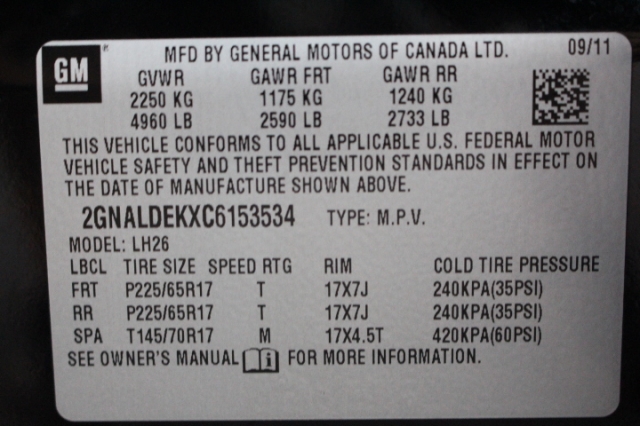 GM
MFD BY GENERAL MOTORS OF CANADA LTD. 09/11
GVWR GAWR FRT GAWR RR
2250 KG 1175 KG 1240 KG
4960 LB 2590 LB 2733 LB
THIS VEHICLE CONFORMS TO ALL APPLICABLE U.S. FEDERAL MOTOR
VEHICLE SAFETY AND THEFT PREVENTION STANDARDS IN EFFECT ON
THE DATE OF MANUFACTURE SHOWN ABOVE.
2GNALDEKXC6153534 TYPE: M.P.V.
MODEL: LH26
LBCL TIRE SIZE SPEED RTG RIM COLD TIRE PRESSURE
FRT P225/65R17 T 17X7J 240KPA(35PSI)
RR P225/65R17 T 17X7J 240KPA(35PSI)
SPA T145/70R17 M 17X4.5T 420KPA(60PSI)
SEE OWNER'S MANUAL i FOR MORE INFORMATION.